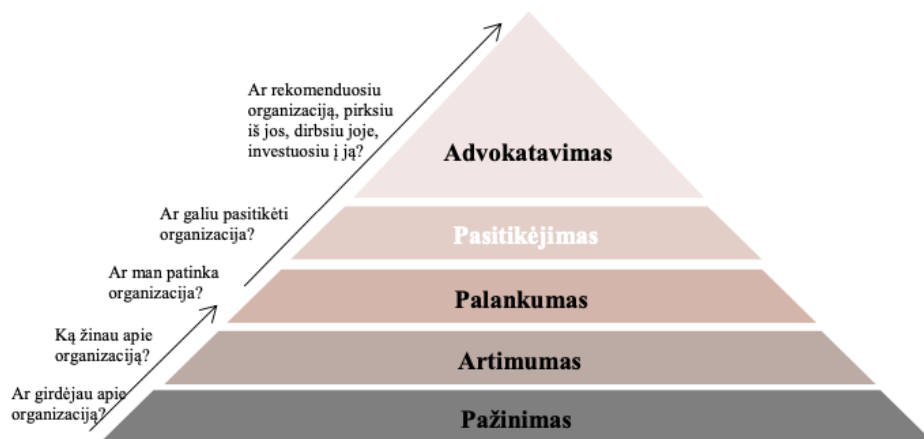 Ar rekomenduosiu
organizaciją, pirksiu
iš jos, dirbsiu joje,
investuosiu į ją?
Advokatavimas
Ar galiu pasitikėti
organizacija?
Pasitikėjimas
Ar man patinka
organizacija?
Palankumas
Ką žinau apie
organizaciją?
Artimumas
Ar girdėjau apie
organizaciją?
Pažinimas